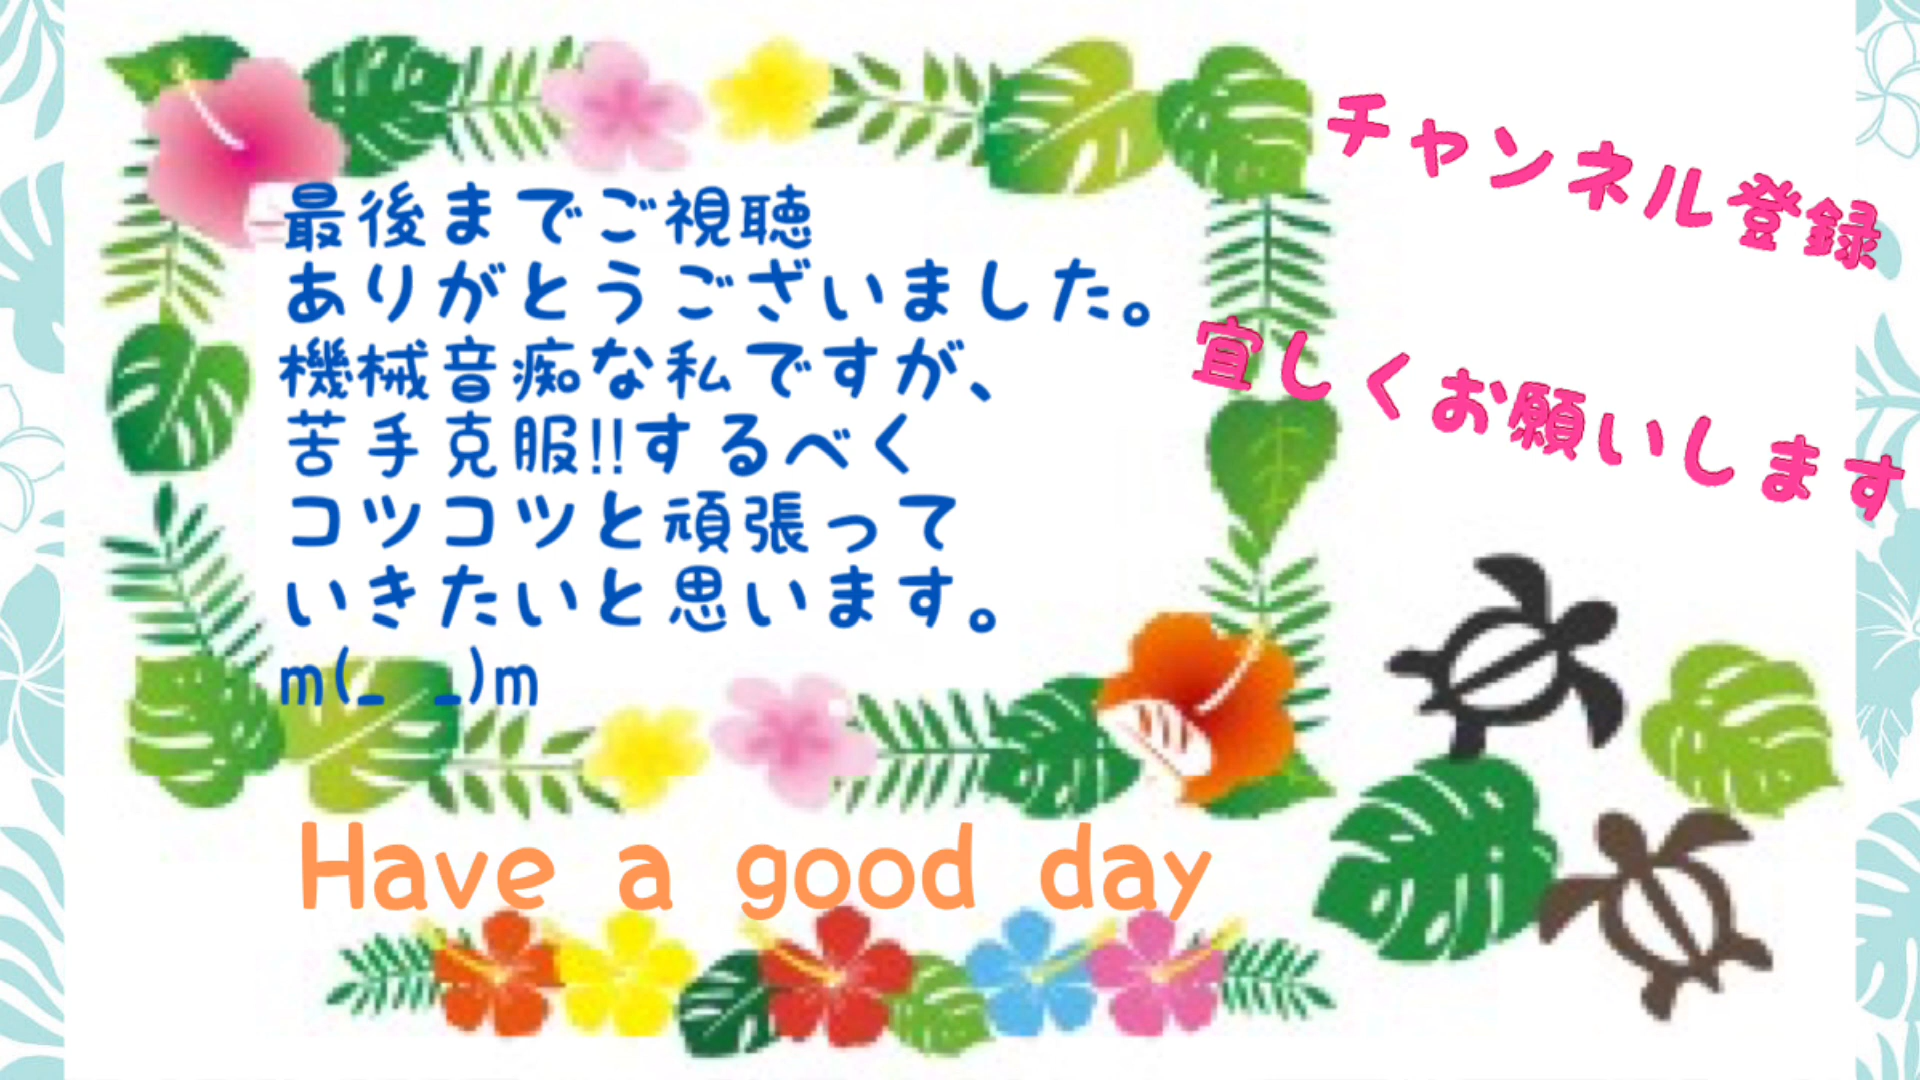 最後までご視聴
ありがとうございました。
機械音痴な私ですが、
苦手克服!!するべく
コツコツと頑張って
いきたいと思います。
m(_ _)m
チャンネル登録
宜しくお願いします
Have a good day